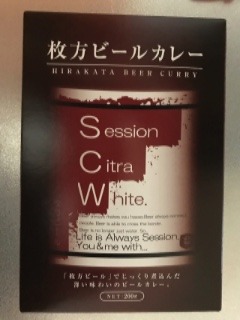 枚方ビールカレー
HIRAKATA BEER CURRY
Session
Citra
White.
Life is Always Session.
You & me with...
「枚方ビール」でじっくり煮込んだ
深い味わいのビールカレー。
NET 200g